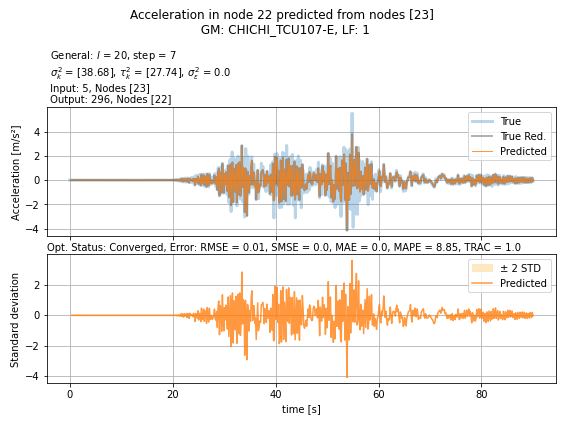 Acceleration in node 22 predicted from nodes [23]
GM: CHICHI_TCU107-E, LF: 1
General: l = 20, step = 7
σ²ₖ = [38.68], τ²ₖ = [27.74], σ²ε = 0.0
Input: 5, Nodes [23]
Output: 296, Nodes [22]
Acceleration [m/s²]
4
2
0
−2
−4
True
True Red.
Predicted
Opt. Status: Converged, Error: RMSE = 0.01, SMSE = 0.0, MAE = 0.0, MAPE = 8.85, TRAC = 1.0
Standard deviation
2
0
−2
−4
± 2 STD
Predicted
0 20 40 60 80
time [s]